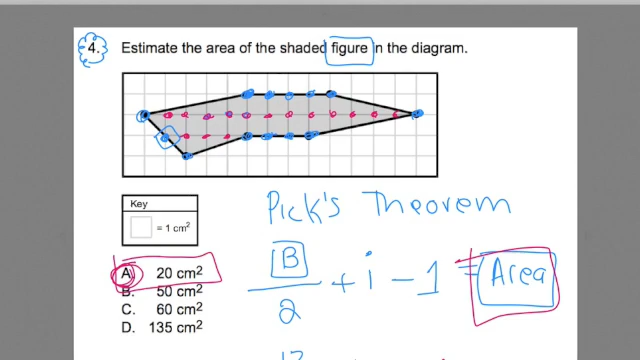 4. Estimate the area of the shaded figure in the diagram.
Key
= 1 cm²
Pick's Theorem
B/2 + i - 1 = Area
A. 20 cm²
B. 50 cm²
C. 60 cm²
D. 135 cm²